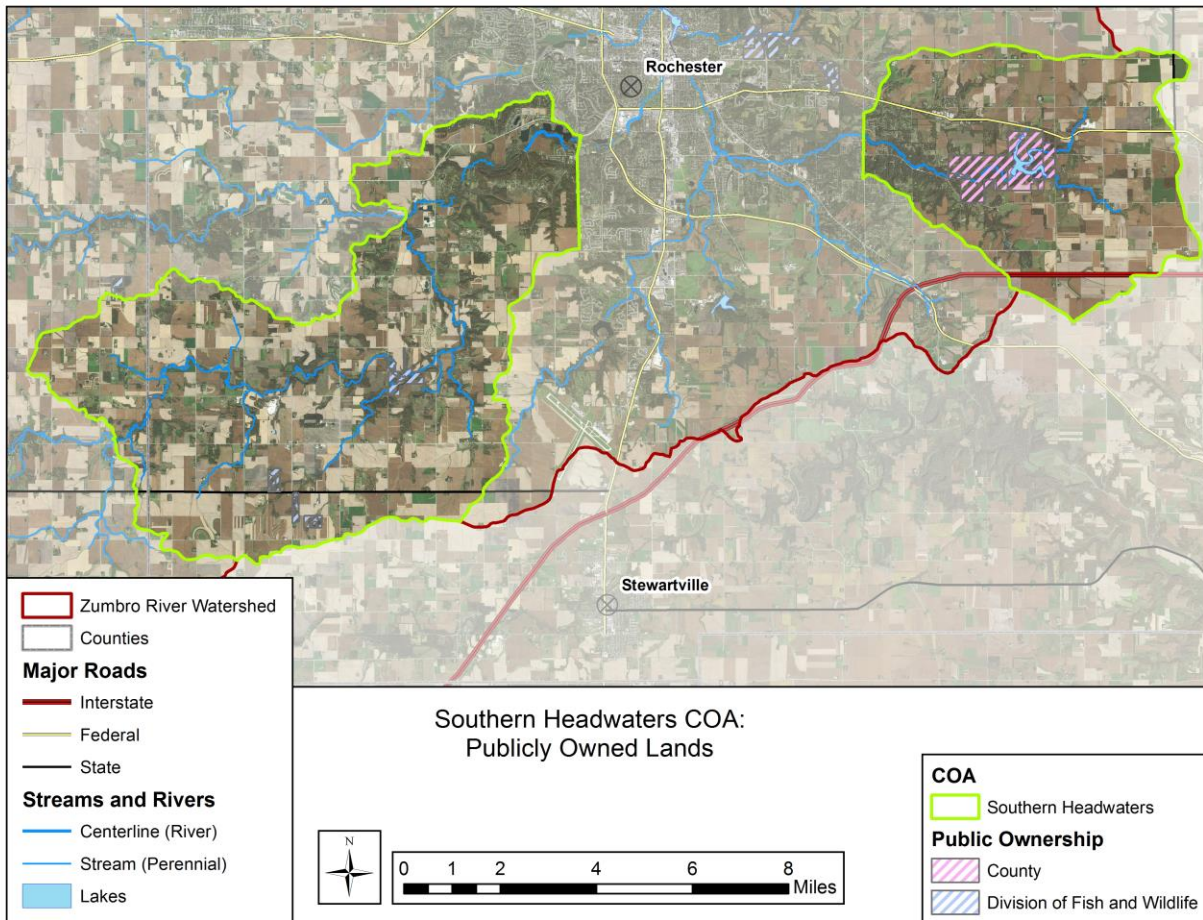 Rochester
Stewartville
Zumbro River Watershed
Counties
Major Roads
Interstate
Federal
State
Streams and Rivers
Centerline (River)
Stream (Perennial)
Lakes
Southern Headwaters COA:
Publicly Owned Lands
N
0 1 2 4 6 8
Miles
COA
Southern Headwaters
Public Ownership
County
Division of Fish and Wildlife